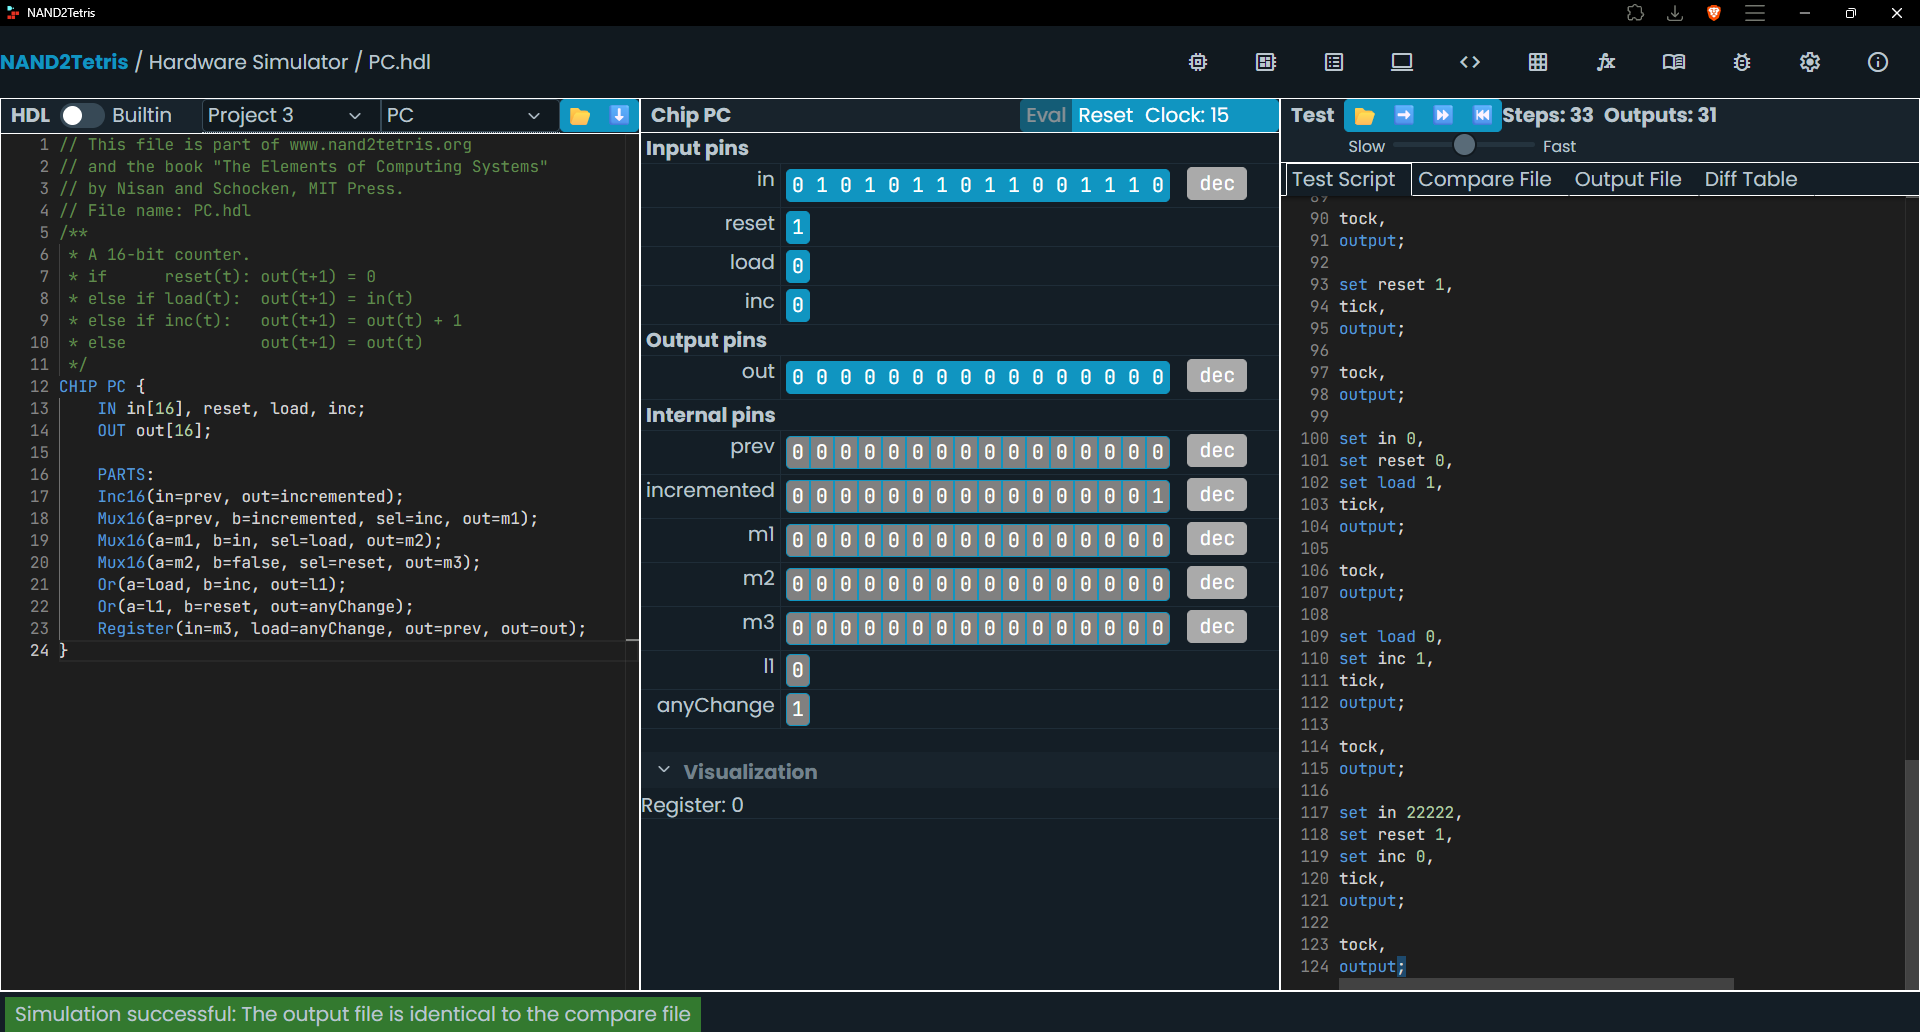 NAND2Tetris
NAND2Tetris / Hardware Simulator / PC.hdl
HDL Builtin Project 3 PC
1 // This file is part of www.nand2tetris.org
2 // and the book "The Elements of Computing Systems"
3 // by Nisan and Schocken, MIT Press.
4 // File name: PC.hdl
5 /**
6 * A 16-bit counter.
7 * if      reset(t): out(t+1) = 0
8 * else if load(t):  out(t+1) = in(t)
9 * else if inc(t):   out(t+1) = out(t) + 1
10 * else              out(t+1) = out(t)
11 */
12 CHIP PC {
13     IN in[16], reset, load, inc;
14     OUT out[16];
15
16     PARTS:
17     Inc16(in=prev, out=incremented);
18     Mux16(a=prev, b=incremented, sel=inc, out=m1);
19     Mux16(a=m1, b=in, sel=load, out=m2);
20     Mux16(a=m2, b=false, sel=reset, out=m3);
21     Or(a=load, b=inc, out=l1);
22     Or(a=l1, b=reset, out=anyChange);
23     Register(in=m3, load=anyChange, out=prev, out=out);
24 }
Chip PC Eval Reset Clock: 15
Input pins
in 0 1 0 1 0 1 1 0 1 1 0 0 1 1 1 0 dec
reset 1
load 0
inc 0
Output pins
out 0 0 0 0 0 0 0 0 0 0 0 0 0 0 0 0 dec
Internal pins
prev 0 0 0 0 0 0 0 0 0 0 0 0 0 0 0 0 dec
incremented 0 0 0 0 0 0 0 0 0 0 0 0 0 0 0 1 dec
m1 0 0 0 0 0 0 0 0 0 0 0 0 0 0 0 0 dec
m2 0 0 0 0 0 0 0 0 0 0 0 0 0 0 0 0 dec
m3 0 0 0 0 0 0 0 0 0 0 0 0 0 0 0 0 dec
l1 0
anyChange 1
Visualization
Register: 0
Test Steps: 33 Outputs: 31
Slow Fast
Test Script Compare File Output File Diff Table
89
90 tock,
91 output;
92
93 set reset 1,
94 tick,
95 output;
96
97 tock,
98 output;
99
100 set in 0,
101 set reset 0,
102 set load 1,
103 tick,
104 output;
105
106 tock,
107 output;
108
109 set load 0,
110 set inc 1,
111 tick,
112 output;
113
114 tock,
115 output;
116
117 set in 22222,
118 set reset 1,
119 set inc 0,
120 tick,
121 output;
122
123 tock,
124 output;
Simulation successful: The output file is identical to the compare file